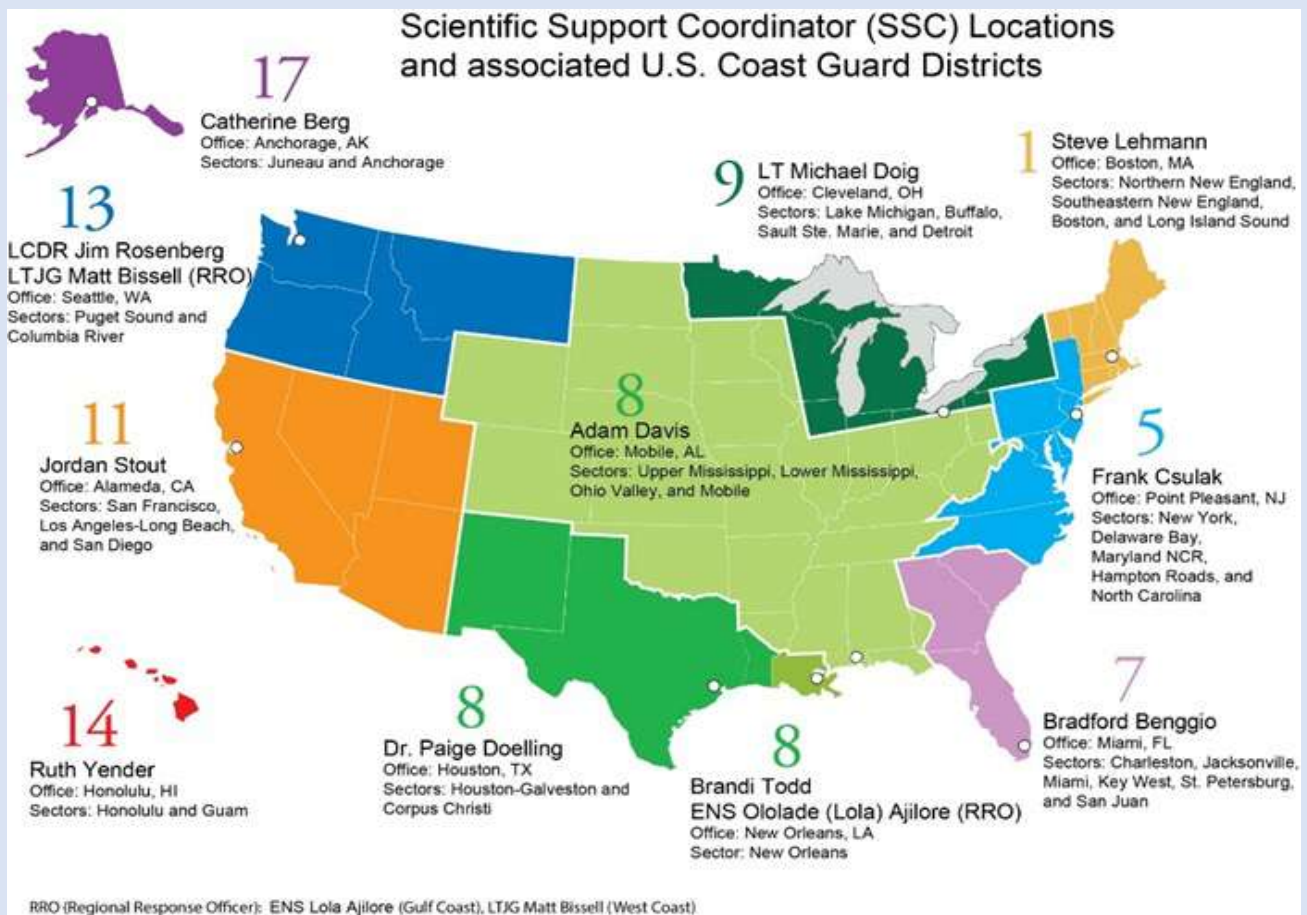 Scientific Support Coordinator (SSC) Locations
and associated U.S. Coast Guard Districts
17
Catherine Berg
Office: Anchorage, AK
Sectors: Juneau and Anchorage
1
Steve Lehmann
Office: Boston, MA
Sectors: Northern New England,
Southeastern New England,
Boston, and Long Island Sound
9
LT Michael Doig
Office: Cleveland, OH
Sectors: Lake Michigan, Buffalo,
Sault Ste. Marie, and Detroit
13
LCDR Jim Rosenberg
LTJG Matt Bissell (RRO)
Office: Seattle, WA
Sectors: Puget Sound and
Columbia River
8
Adam Davis
Office: Mobile, AL
Sectors: Upper Mississippi, Lower Mississippi,
Ohio Valley, and Mobile
11
Jordan Stout
Office: Alameda, CA
Sectors: San Francisco,
Los Angeles-Long Beach,
and San Diego
5
Frank Csulak
Office: Point Pleasant, NJ
Sectors: New York,
Delaware Bay,
Maryland NCR,
Hampton Roads, and
North Carolina
14
Ruth Yender
Office: Honolulu, HI
Sectors: Honolulu and Guam
8
Dr. Paige Doelling
Office: Houston, TX
Sectors: Houston-Galveston and
Corpus Christi
8
Brandi Todd
ENS Ololade (Lola) Ajilore (RRO)
Office: New Orleans, LA
Sector: New Orleans
7
Bradford Benggio
Office: Miami, FL
Sectors: Charleston, Jacksonville,
Miami, Key West, St. Petersburg,
and San Juan
RRO (Regional Response Officer): ENS Lola Ajilore (Gulf Coast), LTJG Matt Bissell (West Coast)